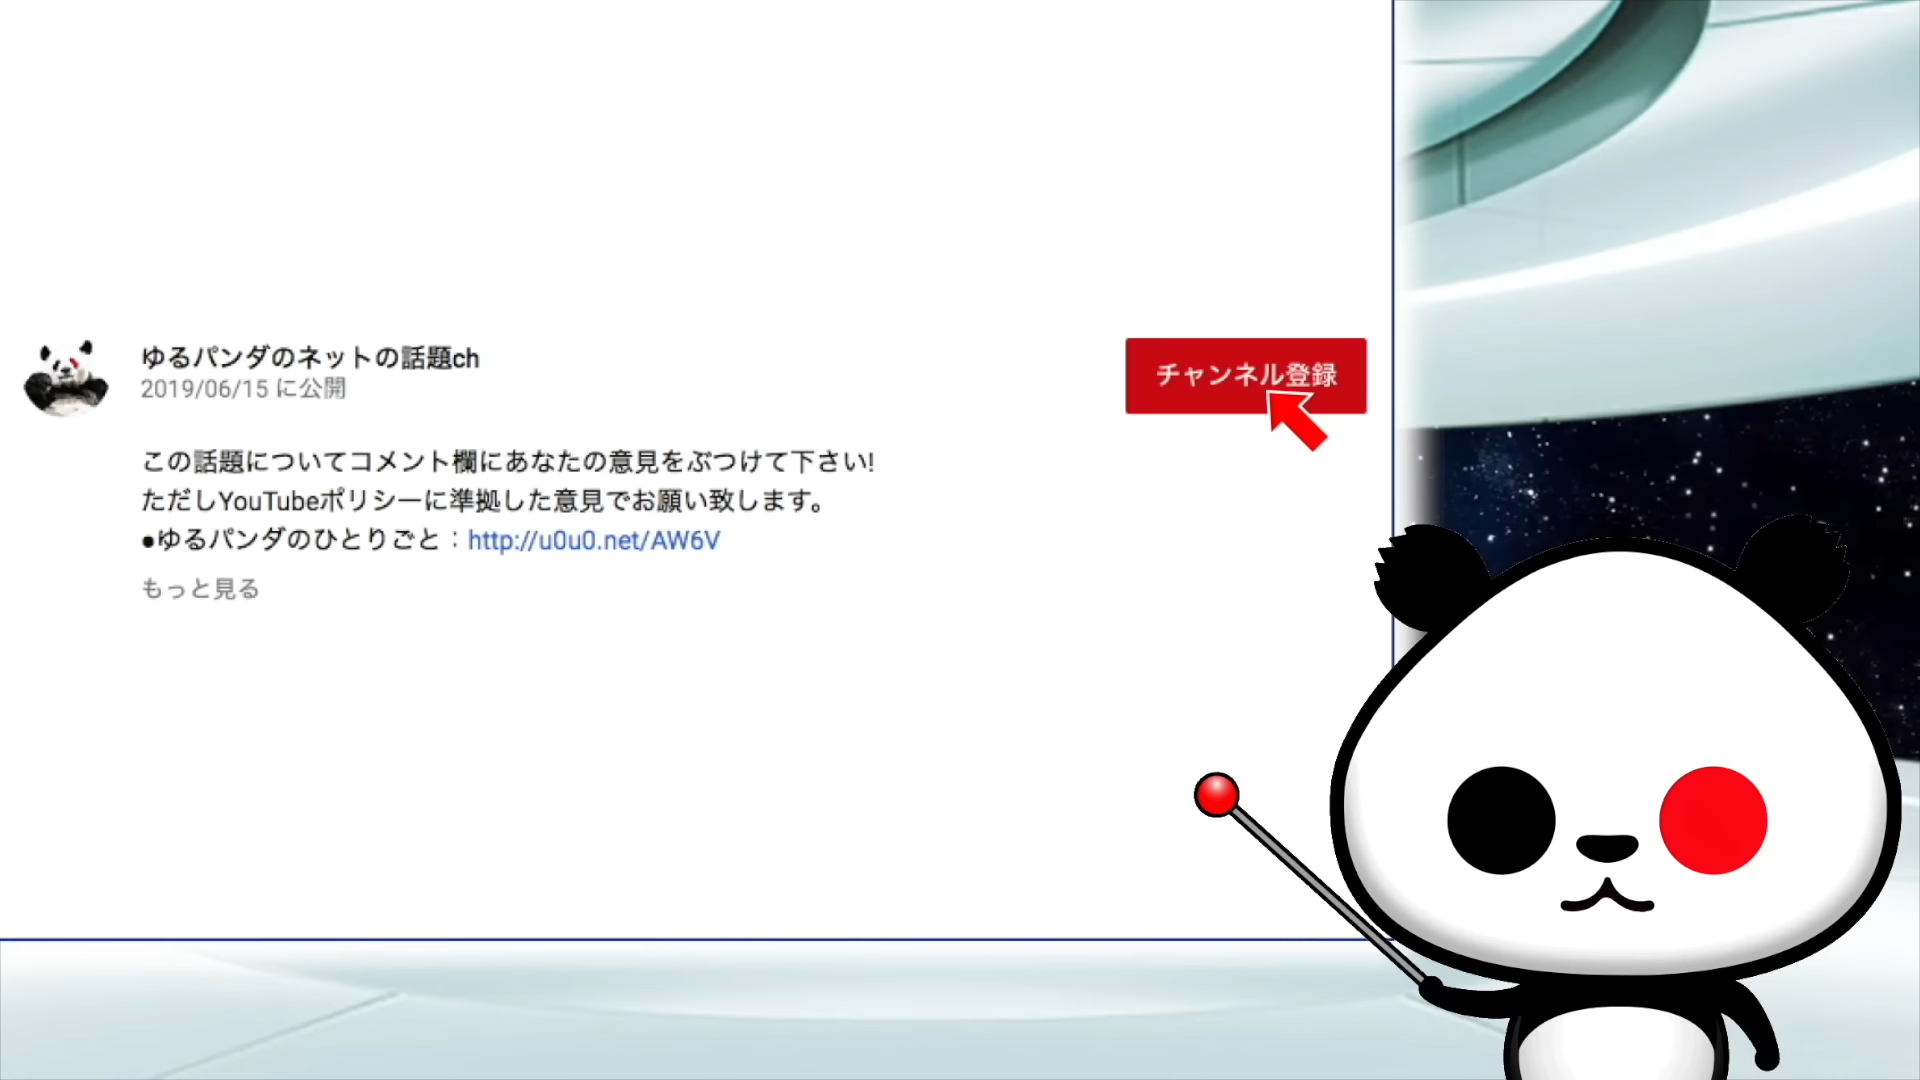 ゆるパンダのネットの話題ch
2019/06/15 に公開
チャンネル登録
この話題についてコメント欄にあなたの意見をぶつけて下さい!
ただしYouTubeポリシーに準拠した意見でお願い致します。
●ゆるパンダのひとりごと：http://u0u0.net/AW6V
もっと見る